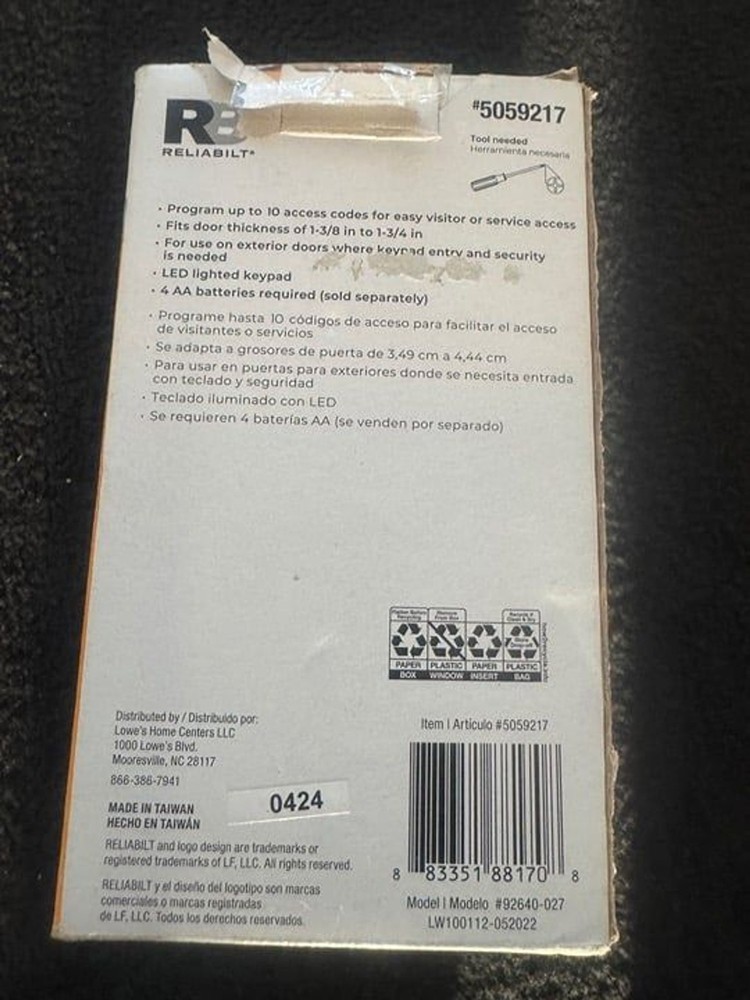 RB
RELIABILT®
#5059217
Tool needed
Herramienta necesaria
• Program up to 10 access codes for easy visitor or service access
• Fits door thickness of 1-3/8 in to 1-3/4 in
• For use on exterior doors where keypad entry and security
is needed
• LED lighted keypad
• 4 AA batteries required (sold separately)
• Programe hasta 10 códigos de acceso para facilitar el acceso
de visitantes o servicios
• Se adapta a grosores de puerta de 3,49 cm a 4,44 cm
• Para usar en puertas para exteriores donde se necesita entrada
con teclado y seguridad
• Teclado iluminado con LED
• Se requieren 4 baterías AA (se venden por separado)
PAPER PLASTIC PAPER PLASTIC
BOX WINDOW INSERT BAG
Distributed by / Distribuido por:
Lowe's Home Centers LLC
1000 Lowe's Blvd.
Mooresville, NC 28117
866-386-7941
MADE IN TAIWAN
HECHO EN TAIWÁN
0424
RELIABILT and logo design are trademarks or
registered trademarks of LF, LLC. All rights reserved.
RELIABILT y el diseño del logotipo son marcas
comerciales o marcas registradas
de LF, LLC. Todos los derechos reservados.
Item | Artículo #5059217
8 83351 88170 8
Model | Modelo #92640-027
LW100112-052022